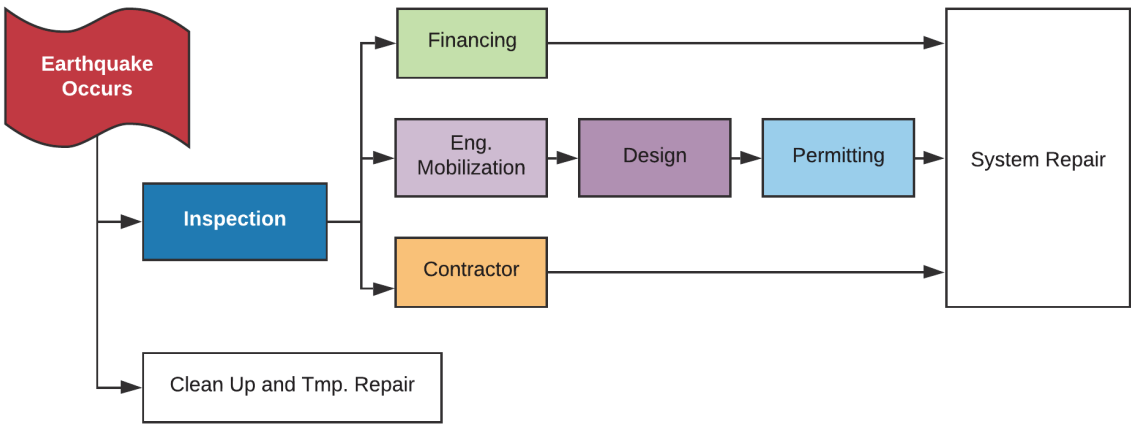 Earthquake
Occurs
Financing
Eng.
Mobilization
Design
Permitting
System Repair
Inspection
Contractor
Clean Up and Tmp. Repair